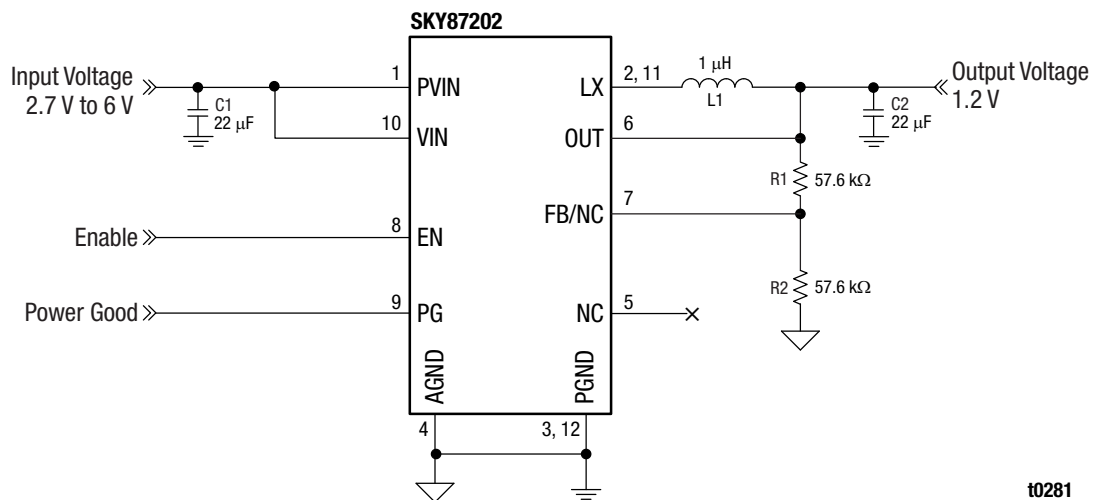 SKY87202
Input Voltage
2.7 V to 6 V
C1
22 μF
1
PVIN
10
VIN
Enable
8
EN
Power Good
9
PG
AGND
4
PGND
3, 12
LX
2, 11
1 μH
L1
OUT
6
FB/NC
7
NC
5
R1
57.6 kΩ
R2
57.6 kΩ
C2
22 μF
Output Voltage
1.2 V
t0281